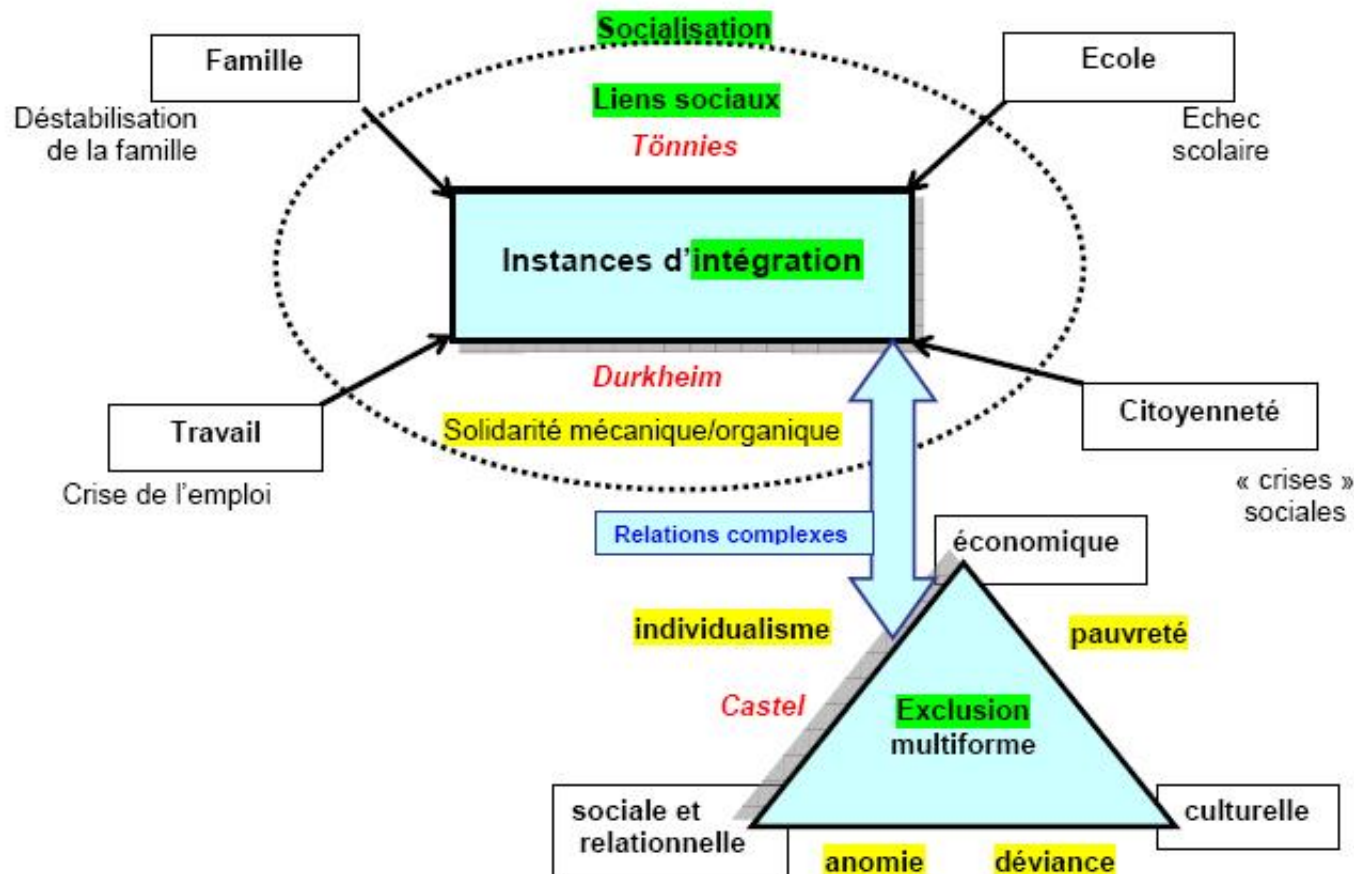 Socialisation
Famille
Ecole
Déstabilisation
de la famille
Liens sociaux
Tönnies
Echec
scolaire
Instances d’intégration
Durkheim
Solidarité mécanique/organique
Travail
Crise de l’emploi
Citoyenneté
« crises »
sociales
Relations complexes
économique
individualisme
pauvreté
Castel
Exclusion
multiforme
sociale et
relationnelle
culturelle
anomie
déviance